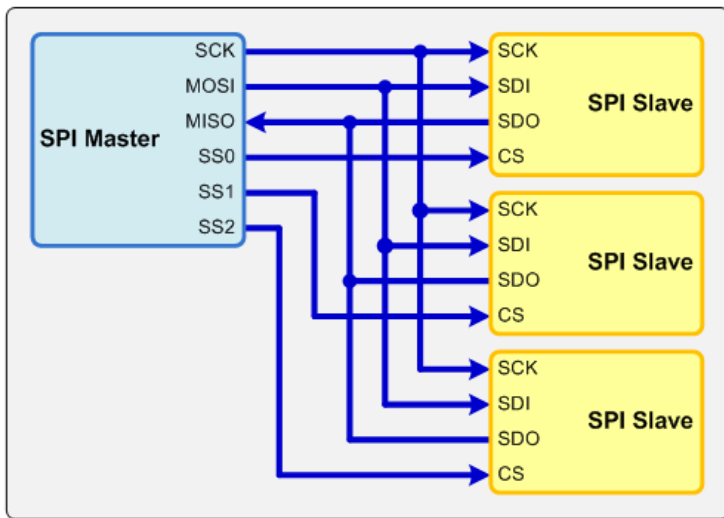 SPI Master
SCK
MOSI
MISO
SS0
SS1
SS2
SCK
SDI
SDO
CS
SPI Slave
SCK
SDI
SDO
CS
SPI Slave
SCK
SDI
SDO
CS
SPI Slave